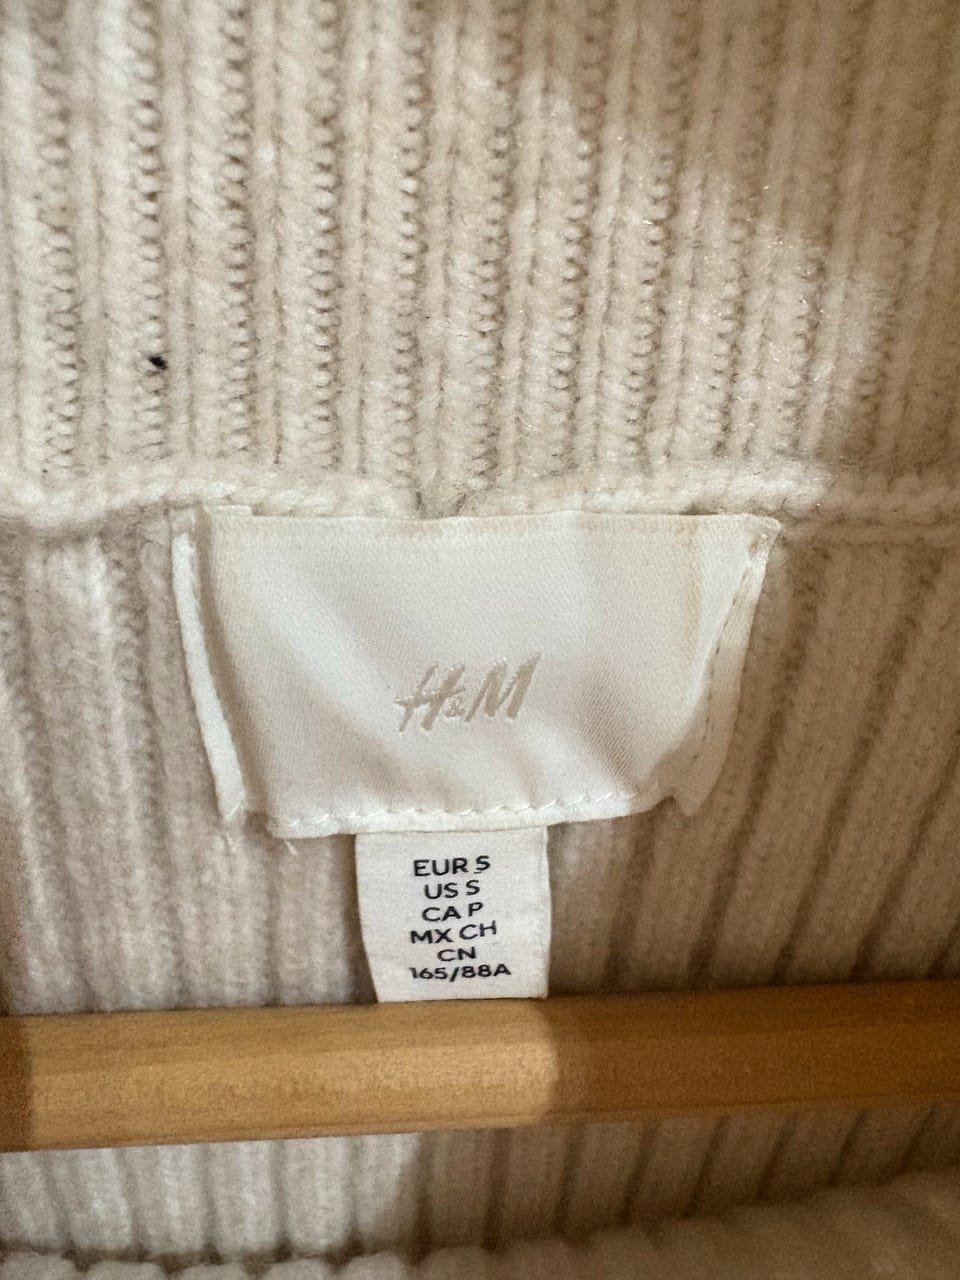 H&M
EUR S
US S
CA P
MX CH
CN
165/88A